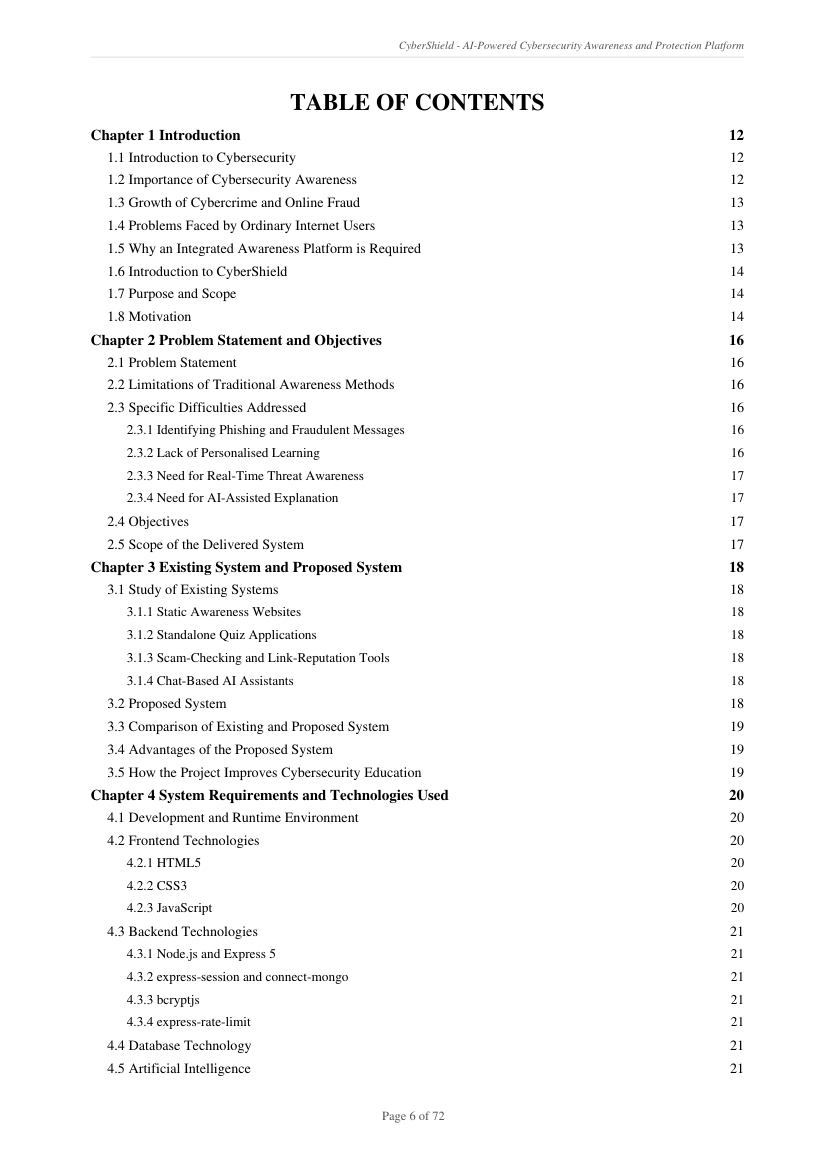 CyberShield - AI-Powered Cybersecurity Awareness and Protection Platform
TABLE OF CONTENTS
Chapter 1 Introduction 12
1.1 Introduction to Cybersecurity 12
1.2 Importance of Cybersecurity Awareness 12
1.3 Growth of Cybercrime and Online Fraud 13
1.4 Problems Faced by Ordinary Internet Users 13
1.5 Why an Integrated Awareness Platform is Required 13
1.6 Introduction to CyberShield 14
1.7 Purpose and Scope 14
1.8 Motivation 14
Chapter 2 Problem Statement and Objectives 16
2.1 Problem Statement 16
2.2 Limitations of Traditional Awareness Methods 16
2.3 Specific Difficulties Addressed 16
2.3.1 Identifying Phishing and Fraudulent Messages 16
2.3.2 Lack of Personalised Learning 16
2.3.3 Need for Real-Time Threat Awareness 17
2.3.4 Need for AI-Assisted Explanation 17
2.4 Objectives 17
2.5 Scope of the Delivered System 17
Chapter 3 Existing System and Proposed System 18
3.1 Study of Existing Systems 18
3.1.1 Static Awareness Websites 18
3.1.2 Standalone Quiz Applications 18
3.1.3 Scam-Checking and Link-Reputation Tools 18
3.1.4 Chat-Based AI Assistants 18
3.2 Proposed System 18
3.3 Comparison of Existing and Proposed System 19
3.4 Advantages of the Proposed System 19
3.5 How the Project Improves Cybersecurity Education 19
Chapter 4 System Requirements and Technologies Used 20
4.1 Development and Runtime Environment 20
4.2 Frontend Technologies 20
4.2.1 HTML5 20
4.2.2 CSS3 20
4.2.3 JavaScript 20
4.3 Backend Technologies 21
4.3.1 Node.js and Express 5 21
4.3.2 express-session and connect-mongo 21
4.3.3 bcryptjs 21
4.3.4 express-rate-limit 21
4.4 Database Technology 21
4.5 Artificial Intelligence 21
Page 6 of 72